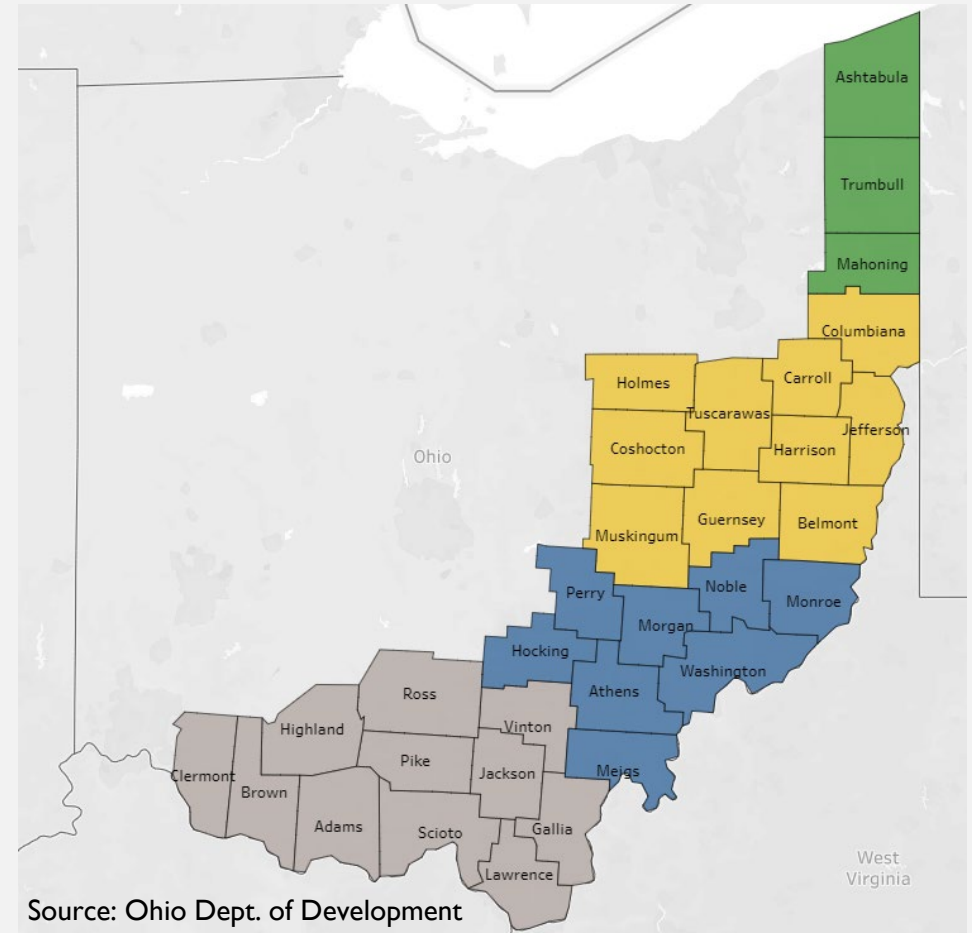 Ashtabula
Trumbull
Mahoning
Columbiana
Holmes
Carroll
Tuscarawas
Jefferson
Coshocton
Harrison
Ohio
Guernsey
Belmont
Muskingum
Perry
Noble
Monroe
Morgan
Hocking
Washington
Athens
Ross
Vinton
Highland
Pike
Meigs
Clermont
Jackson
Brown
Adams
Scioto
Gallia
West
Virginia
Lawrence
Source: Ohio Dept. of Development